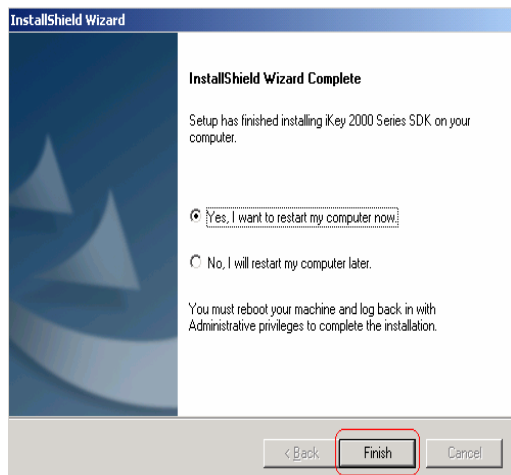 InstallShield Wizard
InstallShield Wizard Complete
Setup has finished installing iKey 2000 Series SDK on your
computer.
Yes, I want to restart my computer now.
No, I will restart my computer later.
You must reboot your machine and log back in with
Administrative privileges to complete the installation.
< Back
Finish
Cancel